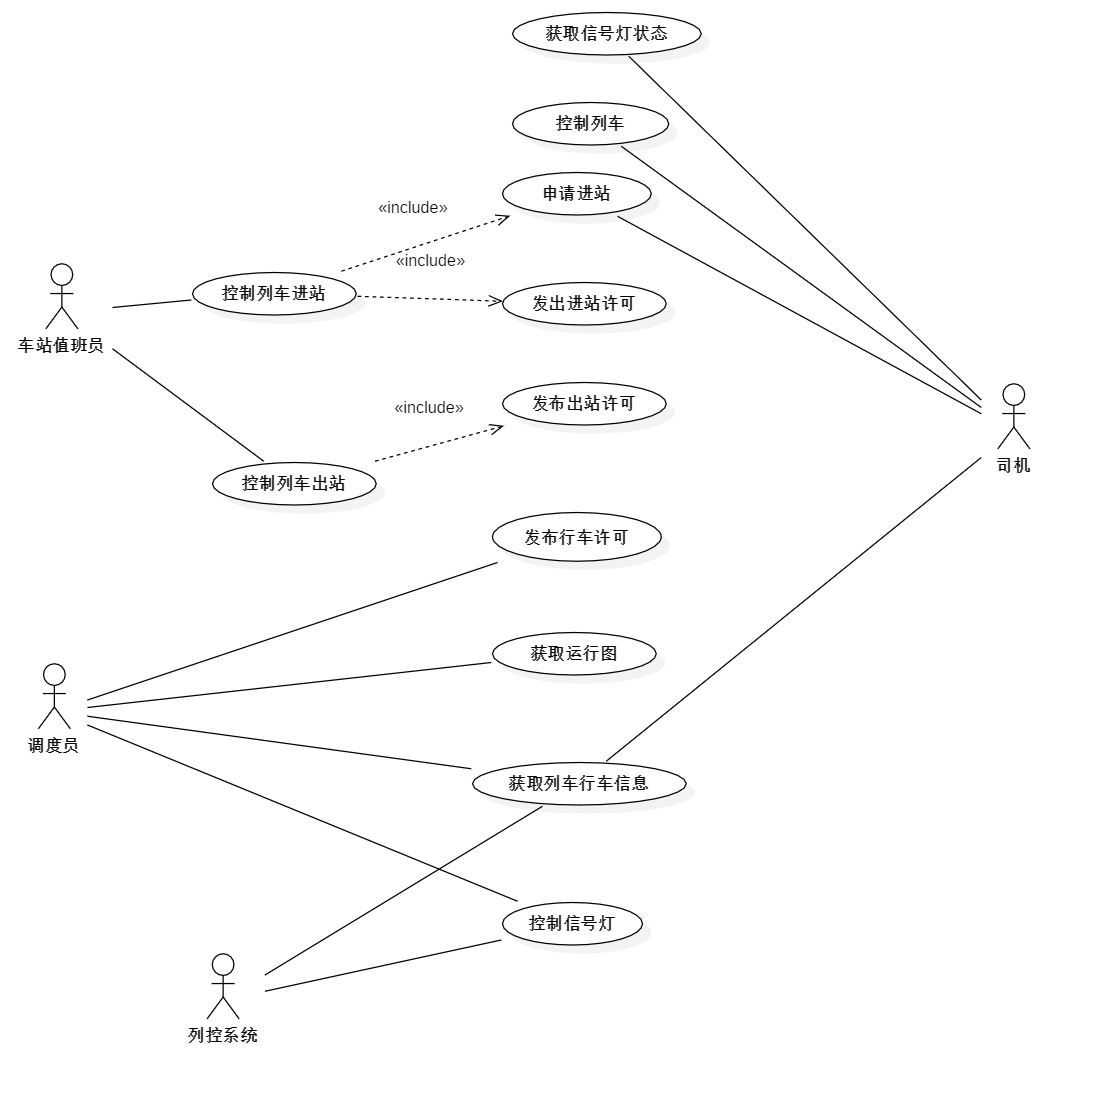 获取信号灯状态
控制列车
申请进站
«include»
«include»
控制列车进站
发出进站许可
车站值班员
«include»
发布出站许可
司机
控制列车出站
发布行车许可
获取运行图
调度员
获取列车行车信息
控制信号灯
列控系统